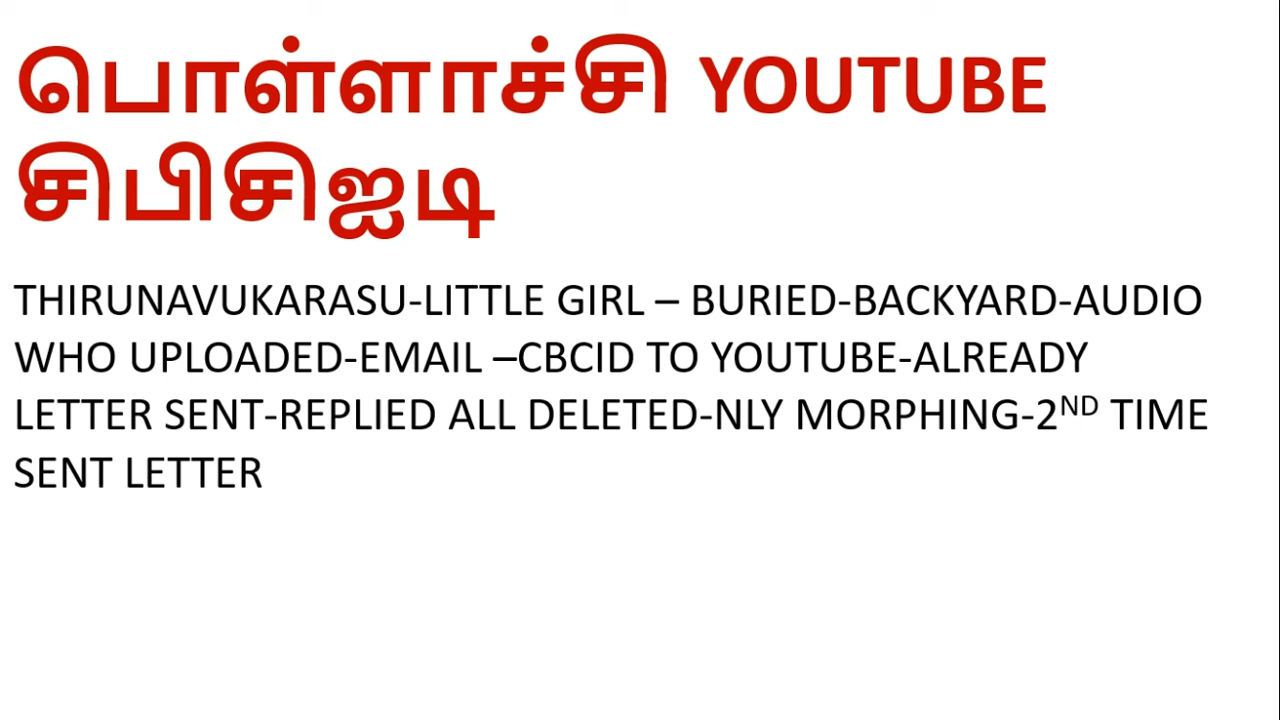 பொள்ளாச்சி YOUTUBE
சிபிசிஐடி
THIRUNAVUKARASU-LITTLE GIRL – BURIED-BACKYARD-AUDIO
WHO UPLOADED-EMAIL –CBCID TO YOUTUBE-ALREADY
LETTER SENT-REPLIED ALL DELETED-NLY MORPHING-2ND TIME
SENT LETTER